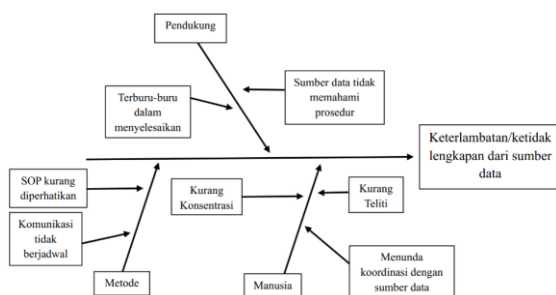 Pendukung
Terburu-buru
dalam
menyelesaikan
Sumber data tidak
memahami
prosedur
Keterlambatan/ketidak
lengkapan dari sumber
data
SOP kurang
diperhatikan
Kurang
Konsentrasi
Kurang
Teliti
Komunikasi
tidak
berjadwal
Menunda
koordinasi dengan
sumber data
Metode
Manusia